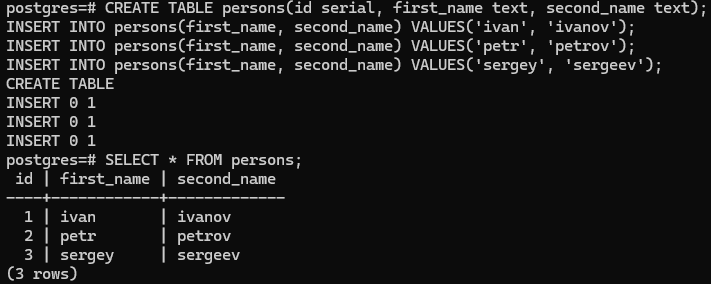 postgres=# CREATE TABLE persons(id serial, first_name text, second_name text);
INSERT INTO persons(first_name, second_name) VALUES('ivan', 'ivanov');
INSERT INTO persons(first_name, second_name) VALUES('petr', 'petrov');
INSERT INTO persons(first_name, second_name) VALUES('sergey', 'sergeev');
CREATE TABLE
INSERT 0 1
INSERT 0 1
INSERT 0 1
postgres=# SELECT * FROM persons;
 id | first_name | second_name
----+------------+-------------
  1 | ivan       | ivanov
  2 | petr       | petrov
  3 | sergey     | sergeev
(3 rows)